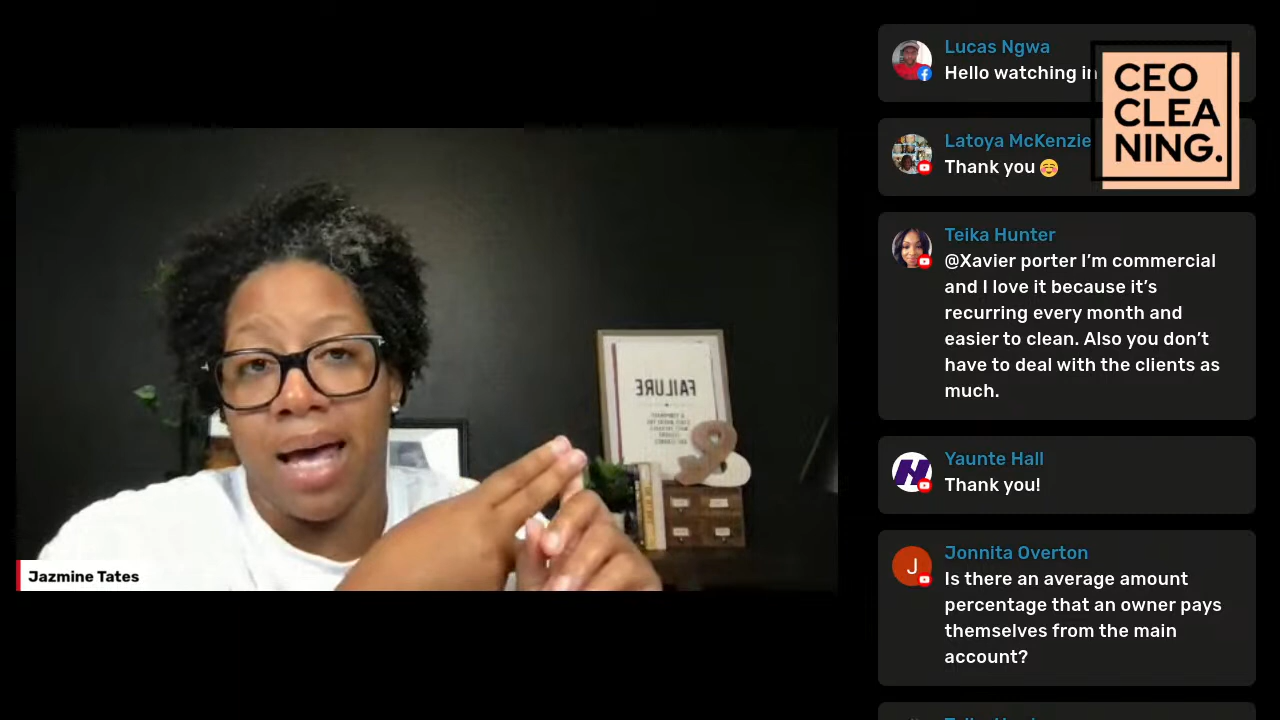 FAILURE
Jazmine Tates
Lucas Ngwa
Hello watching in
CEO
CLEA
NING.
Latoya McKenzie
Thank you ☺️
Teika Hunter
@Xavier porter I’m commercial
and I love it because it’s
recurring every month and
easier to clean. Also you don’t
have to deal with the clients as
much.
Yaunte Hall
Thank you!
J
Jonnita Overton
Is there an average amount
percentage that an owner pays
themselves from the main
account?